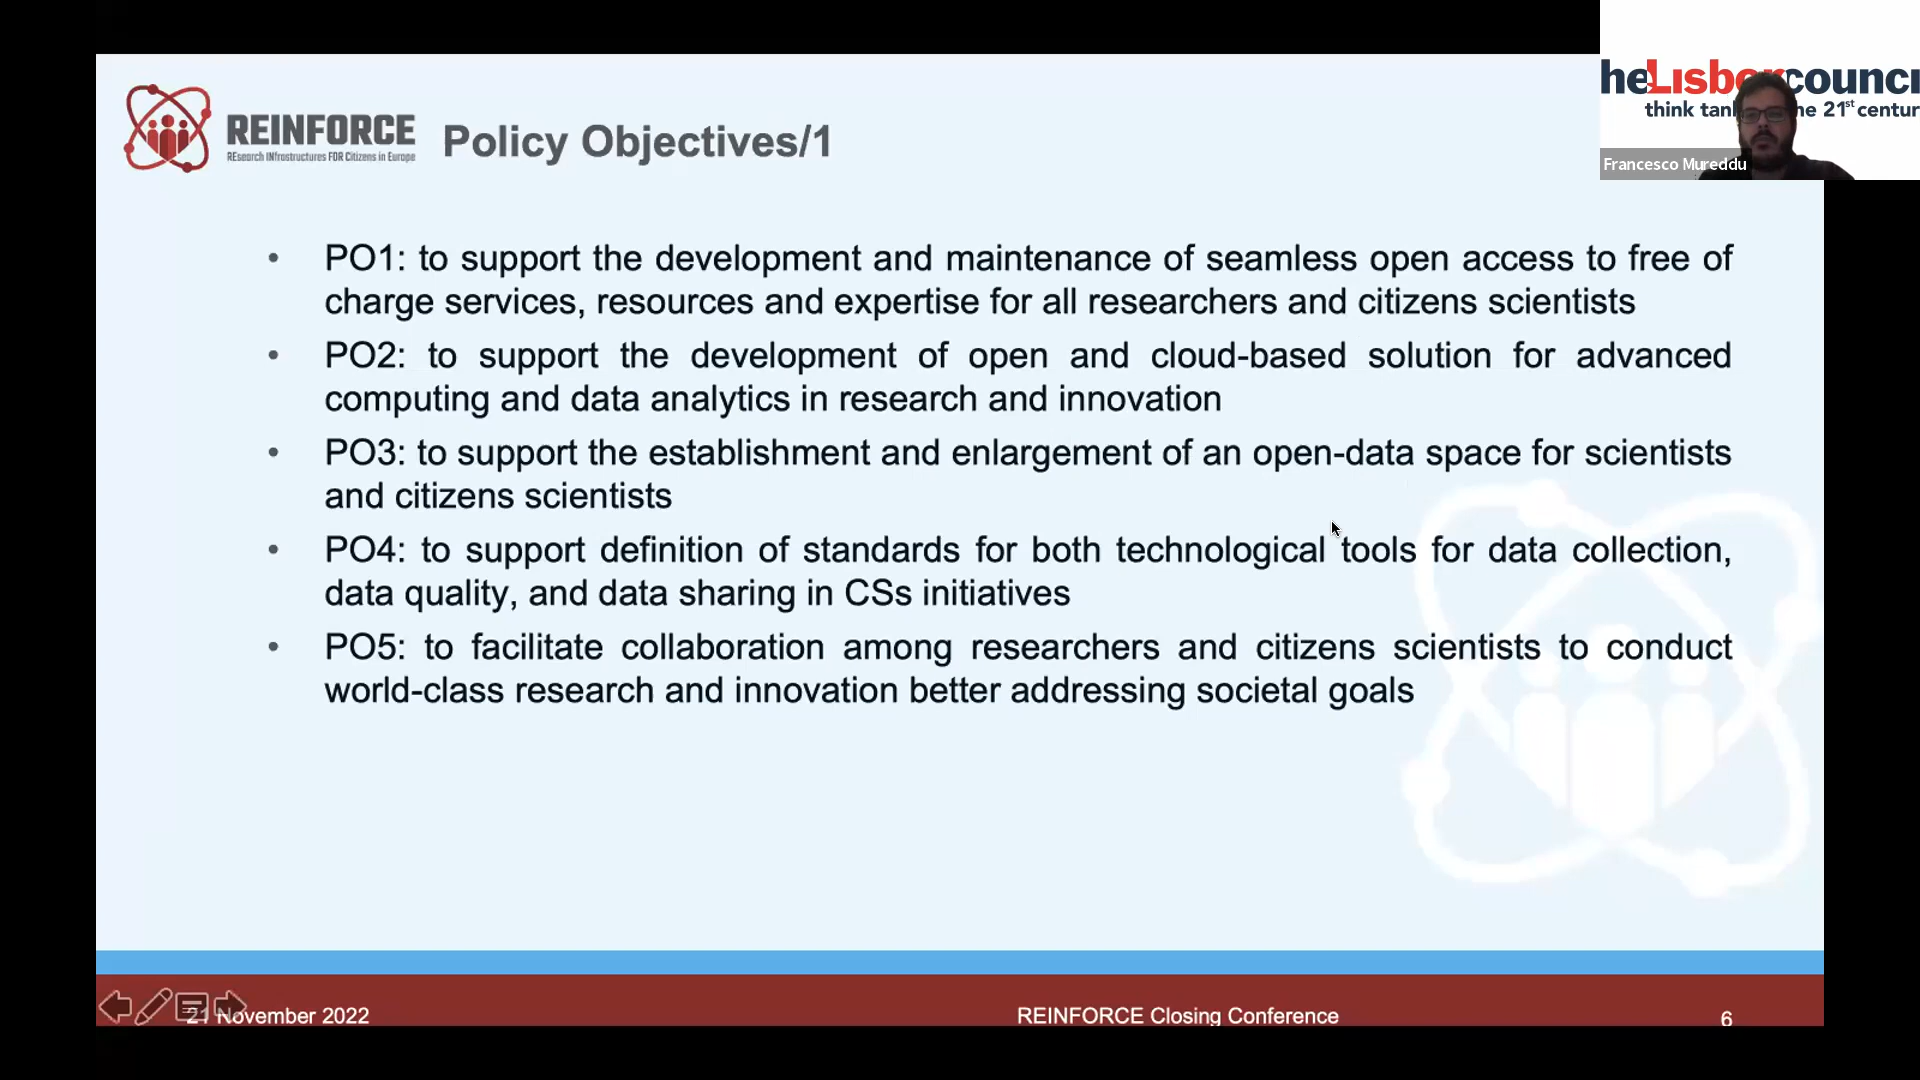 heLisboncouncil
think tank the 21st century
Francesco Mureddu
REINFORCE
REsearch INfrastructures FOR Citizens in Europe
Policy Objectives/1
• PO1: to support the development and maintenance of seamless open access to free of
charge services, resources and expertise for all researchers and citizens scientists
• PO2: to support the development of open and cloud-based solution for advanced
computing and data analytics in research and innovation
• PO3: to support the establishment and enlargement of an open-data space for scientists
and citizens scientists
• PO4: to support definition of standards for both technological tools for data collection,
data quality, and data sharing in CSs initiatives
• PO5: to facilitate collaboration among researchers and citizens scientists to conduct
world-class research and innovation better addressing societal goals
21 November 2022
REINFORCE Closing Conference
6